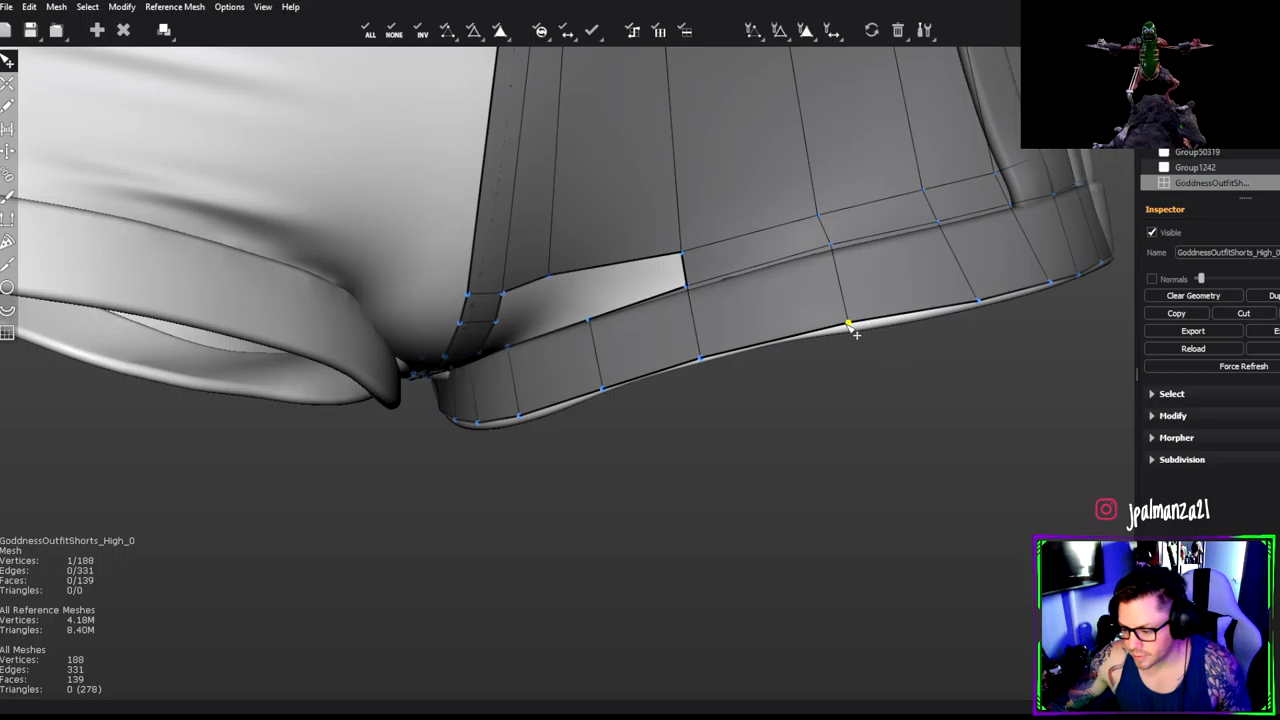 File Edit Mesh Select Modify Reference Mesh Options View Help
ALL NONE INV
Group50319
Group1242
GoddnessOutfitSh...
Inspector
Visible
Name GoddnessOutfitShorts_High_0
Normals
Clear Geometry
Copy Cut
Export
Reload
Force Refresh
Select
Modify
Morpher
Subdivision
jpalmanza21
GoddnessOutfitShorts_High_0
Mesh
Vertices: 1/188
Edges: 0/331
Faces: 0/139
Triangles: 0/0
All Reference Meshes
Vertices: 4.18M
Triangles: 8.40M
All Meshes
Vertices: 188
Edges: 331
Faces: 139
Triangles: 0 (278)